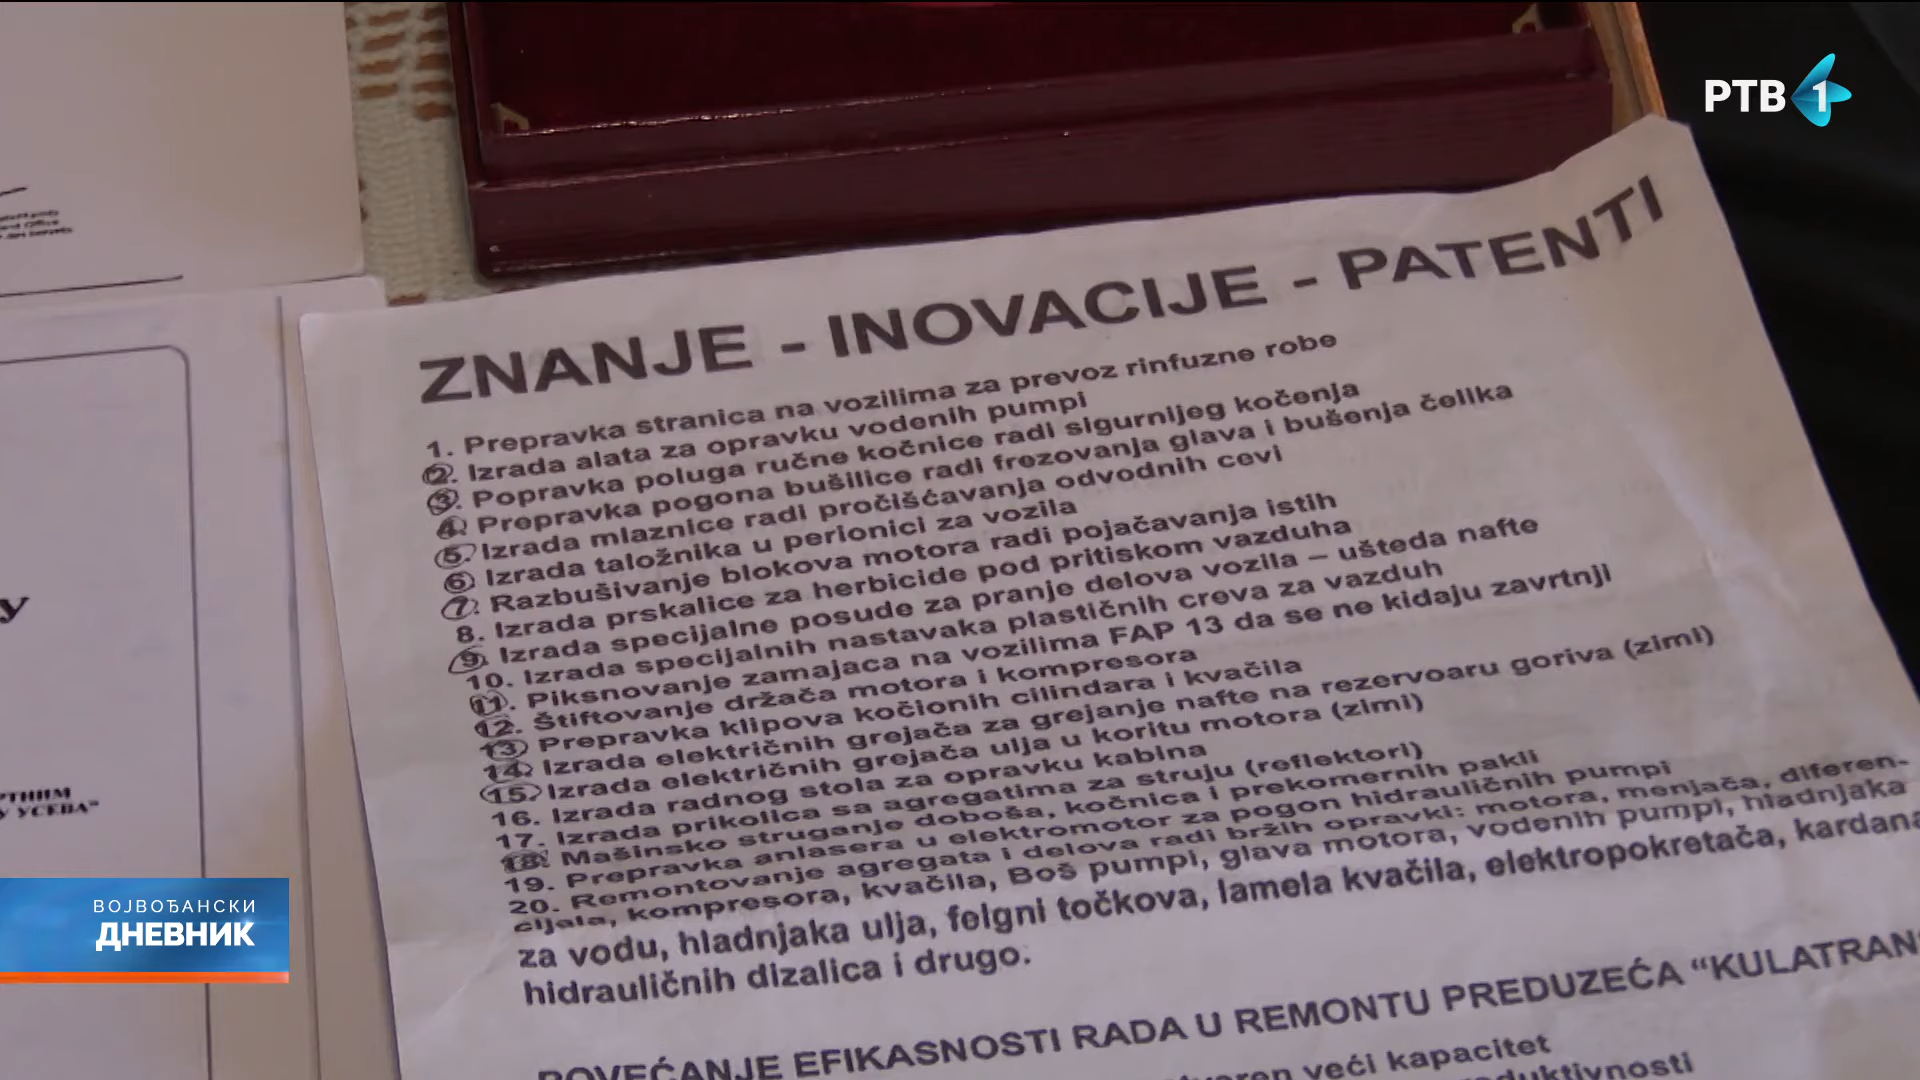 РТВ 1
ZNANJE - INOVACIJE - PATENTI
1. Prepravka stranica na vozilima za prevoz rinfuzne robe
2. Izrada alata za opravku vodenih pumpi
3. Popravka poluga ručne kočnice radi sigurnijeg kočenja
4. Prepravka pogona bušilice radi frezovanja glava i bušenja čelika
5. Izrada mlaznice radi pročišćavanja odvodnih cevi
6. Izrada taložnika u perionici za vozila
7. Razbušivanje blokova motora radi pojačavanja istih
8. Izrada prskalice za herbicide pod pritiskom vazduha
9. Izrada specijalne posude za pranje delova vozila – ušteda nafte
10. Izrada specijalnih nastavaka plastičnih creva za vazduh
11. Piksnovanje zamajaca na vozilima FAP 13 da se ne kidaju zavrtnji
12. Štiftovanje držača motora i kompresora
13. Prepravka klipova kočionih cilindara i kvačila
14. Izrada električnih grejača za grejanje nafte na rezervoaru goriva (zimi)
15. Izrada električnih grejača ulja u koritu motora (zimi)
16. Izrada radnog stola za opravku kabina
17. Izrada prikolica sa agregatima za struju (reflektori)
18. Mašinsko struganje doboša, kočnica i prekomernih pakli
19. Prepravka anlasera u elektromotor za pogon hidrauličnih pumpi
20. Remontovanje agregata i delova radi bržih opravki: motora, menjača, diferen-
cijala, kompresora, kvačila, Boš pumpi, glava motora, vodenih pumpi, hladnjaka
za vodu, hladnjaka ulja, felgni točkova, lamela kvačila, elektropokretača, kardana
hidrauličnih dizalica i drugo.
POVEĆANJE EFIKASNOSTI RADA U REMONTU PREDUZEĆA “KULATRANS
veći kapacitet
У УСЕВА"
ВОЈВОЂАНСКИ
ДНЕВНИК